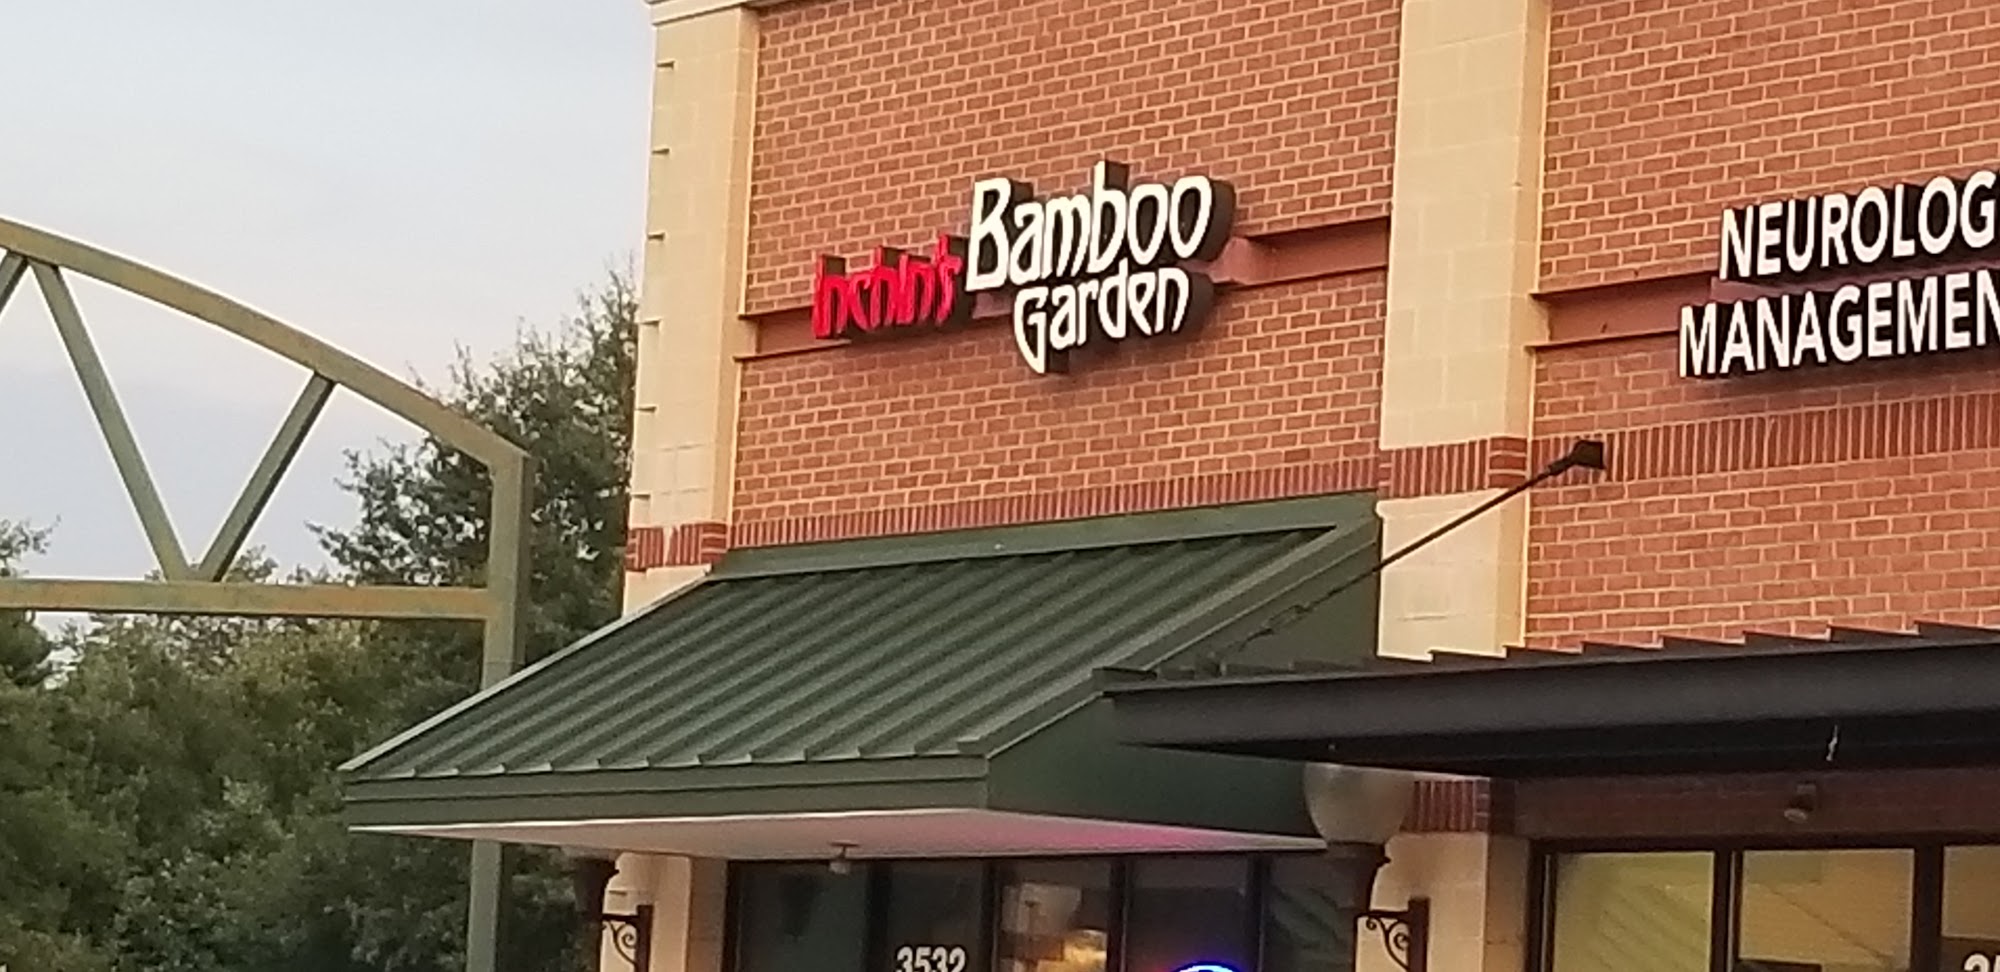 Inchin's Bamboo
Garden
NEUROLOG
MANAGEMEN
3532